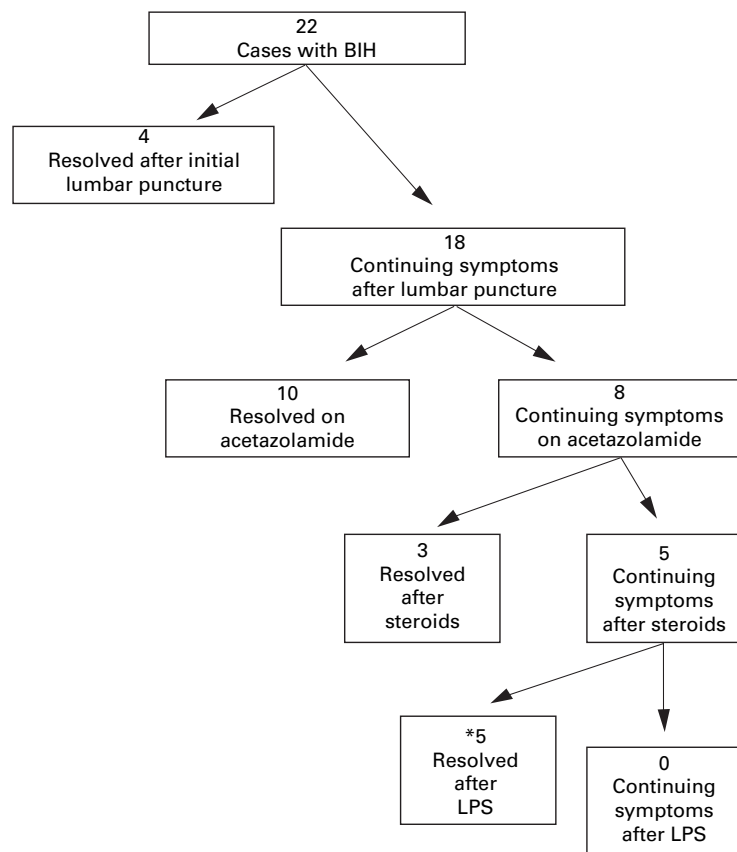 22
Cases with BIH
4
Resolved after initial
lumbar puncture
18
Continuing symptoms
after lumbar puncture
10
Resolved on
acetazolamide
8
Continuing symptoms
on acetazolamide
3
Resolved
after
steroids
5
Continuing
symptoms
after steroids
*5
Resolved
after
LPS
0
Continuing
symptoms
after LPS